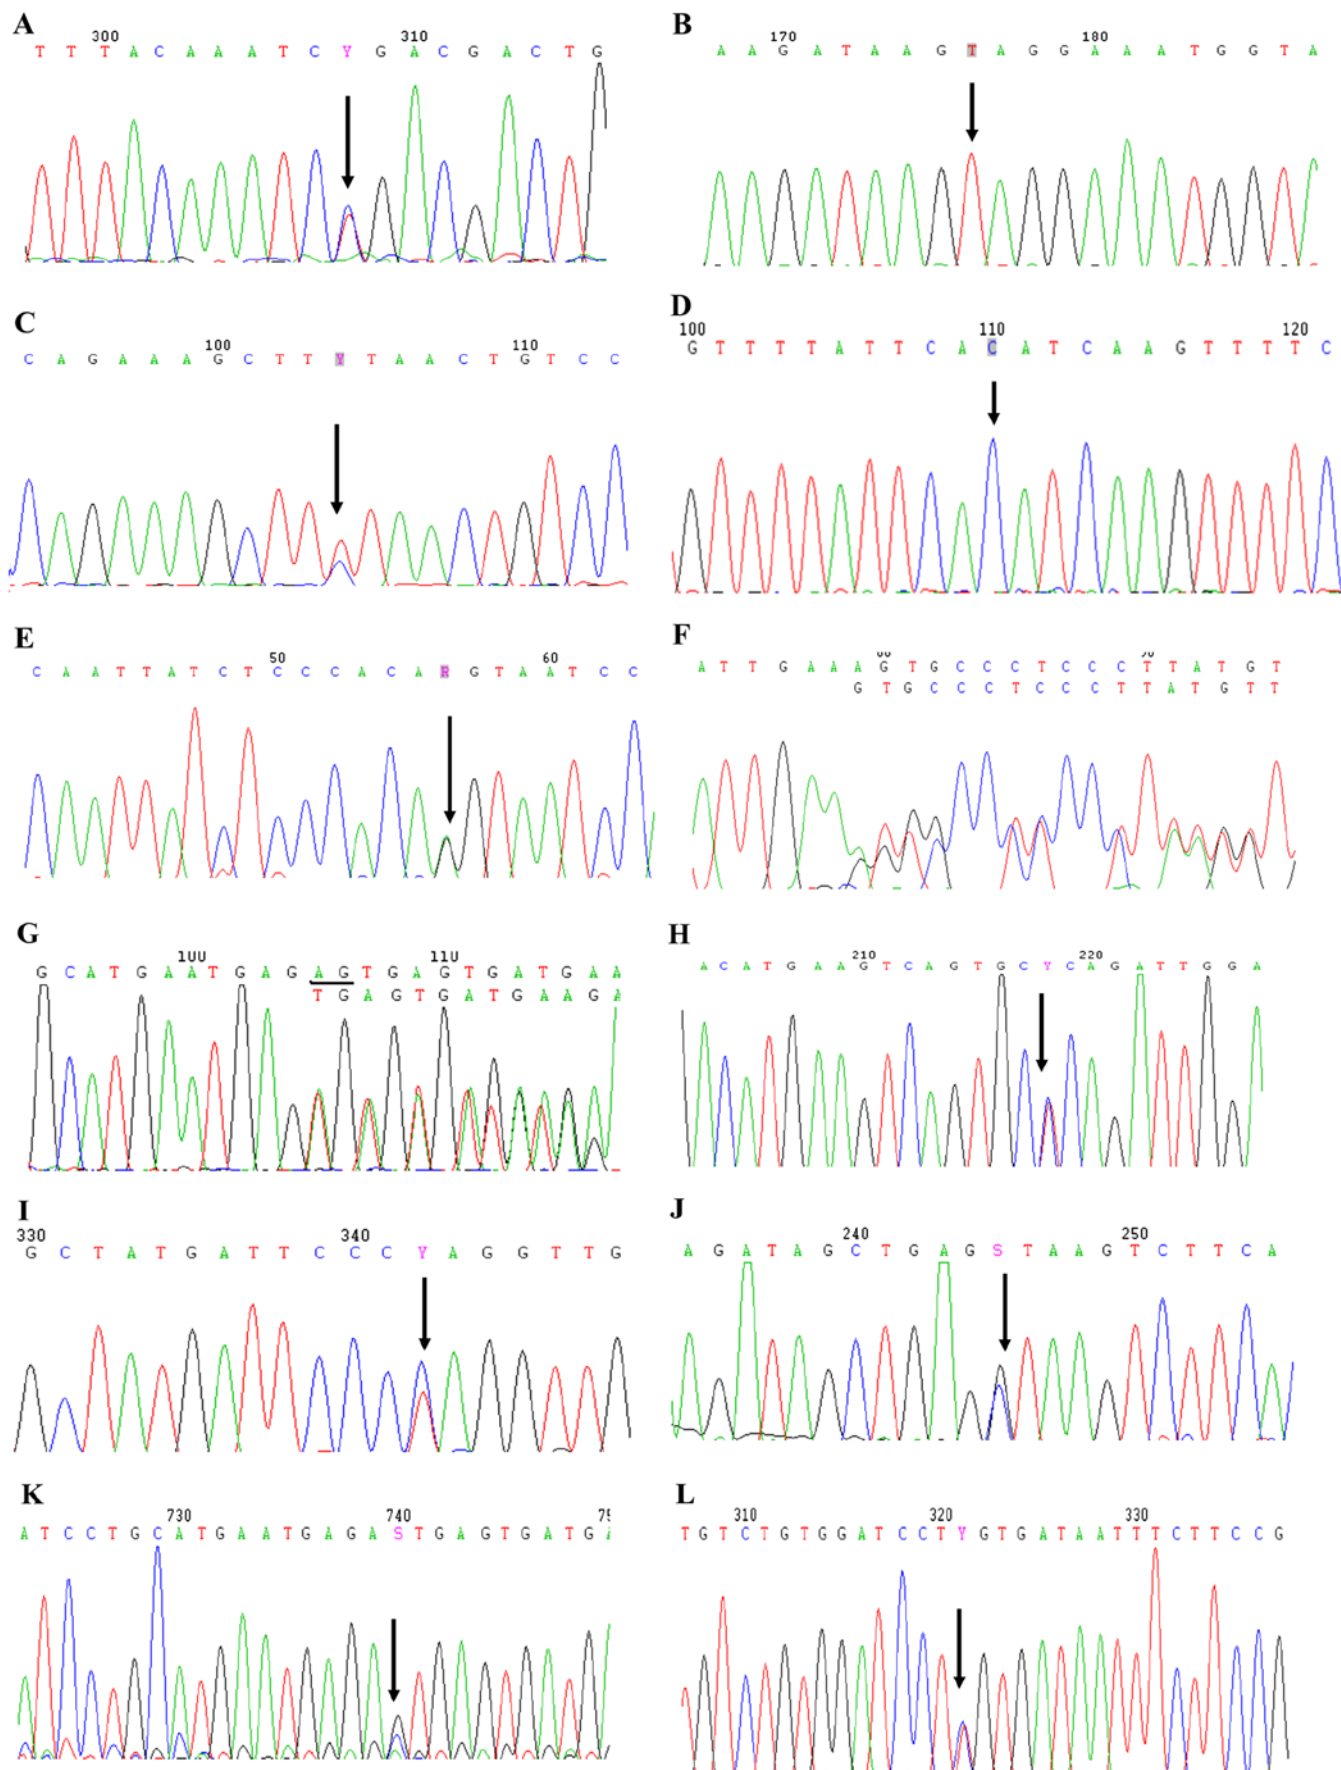 A
300 310
T T T A C A A A T C Y G A C G A C T G
B
170 180
A A G A T A A G T A G G A A A T G G T A
C
100 110
C A G A A A G C T T Y T A A C T G T C C
D
100 110 120
G T T T T A T T C A C A T C A A G T T T T C
E
50 60
C A A T T A T C T C C C A C A R G T A A T C C
F
A T T G A A A G T G C C C T C C C T T A T G T
G T G C C C T C C C T T A T G T T
G
100 110
G C A T G A A T G A G A G T G A G T G A T G A A
T G A G T G A T G A A G A
H
210 220
A C A T G A A G T C A G T G C Y C A G A T T G G A
I
330 340
G C T A T G A T T C C C Y A G G T T G
J
240 250
A G A T A G C T G A G S T A A G T C T T C A
K
730 740
A T C C T G C A T G A A T G A G A S T G A G T G A T G
L
310 320 330
T G T C T G T G G A T C C T Y G T G A T A A T T T C T T C C G